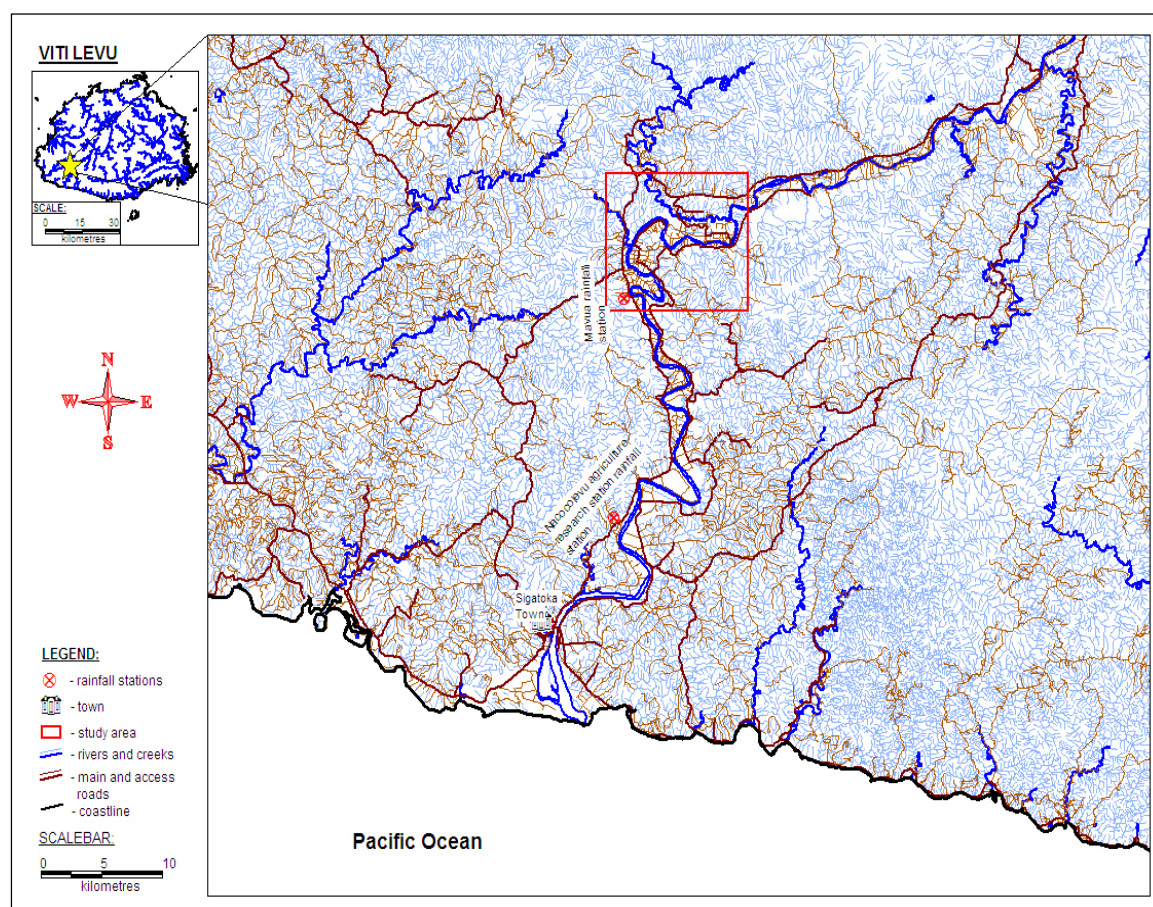 VITI LEVU
SCALE:
0 15 30
kilometres
N
W E
S
Mavua rainfall
station
Nacocolevu agriculture
research station rainfall
station
Sigatoka
Town
LEGEND:
- rainfall stations
- town
- study area
- rivers and creeks
- main and access
roads
- coastline
SCALEBAR:
0 5 10
kilometres
Pacific Ocean